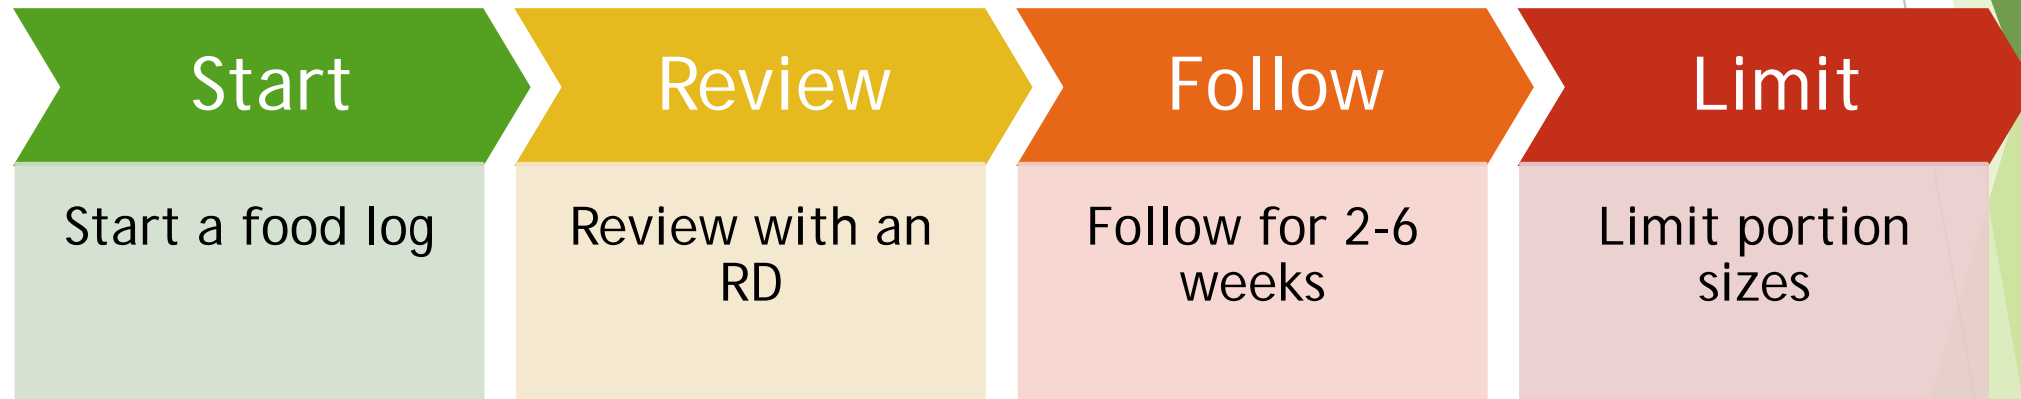 Start
Review
Follow
Limit
Start a food log
Review with an
RD
Follow for 2-6
weeks
Limit portion
sizes